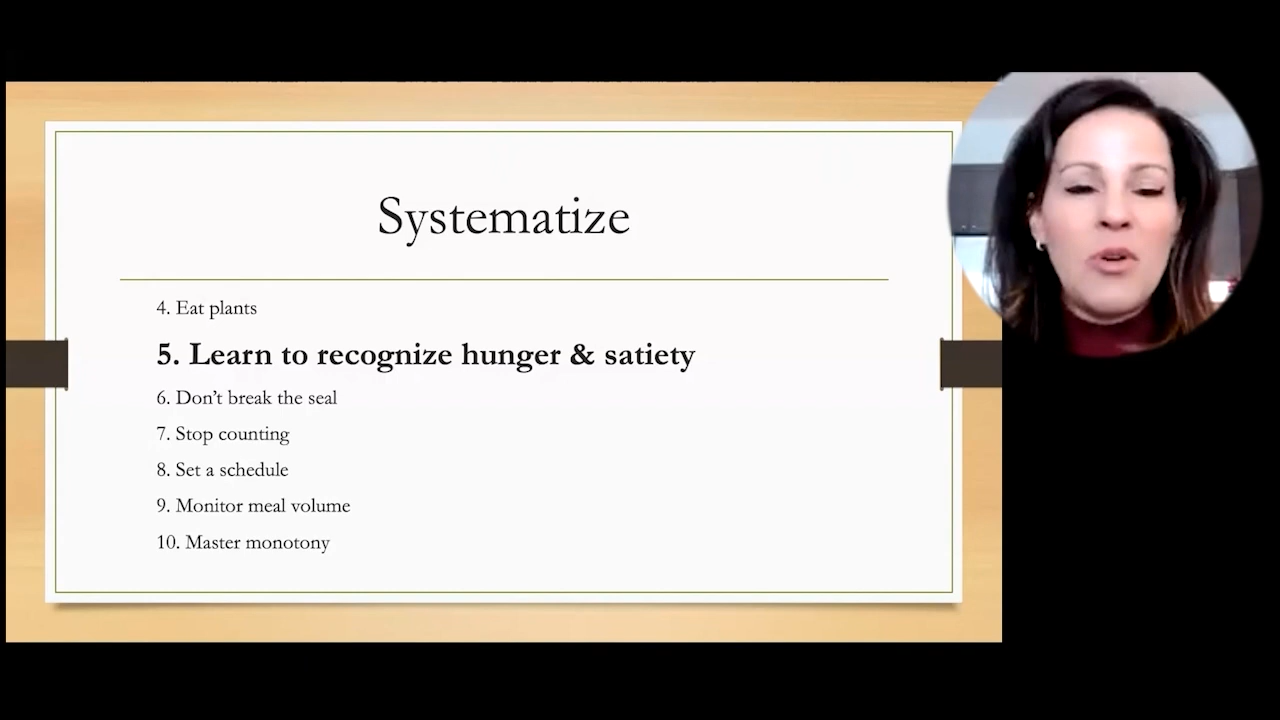 Systematize
4. Eat plants
5. Learn to recognize hunger & satiety
6. Don’t break the seal
7. Stop counting
8. Set a schedule
9. Monitor meal volume
10. Master monotony